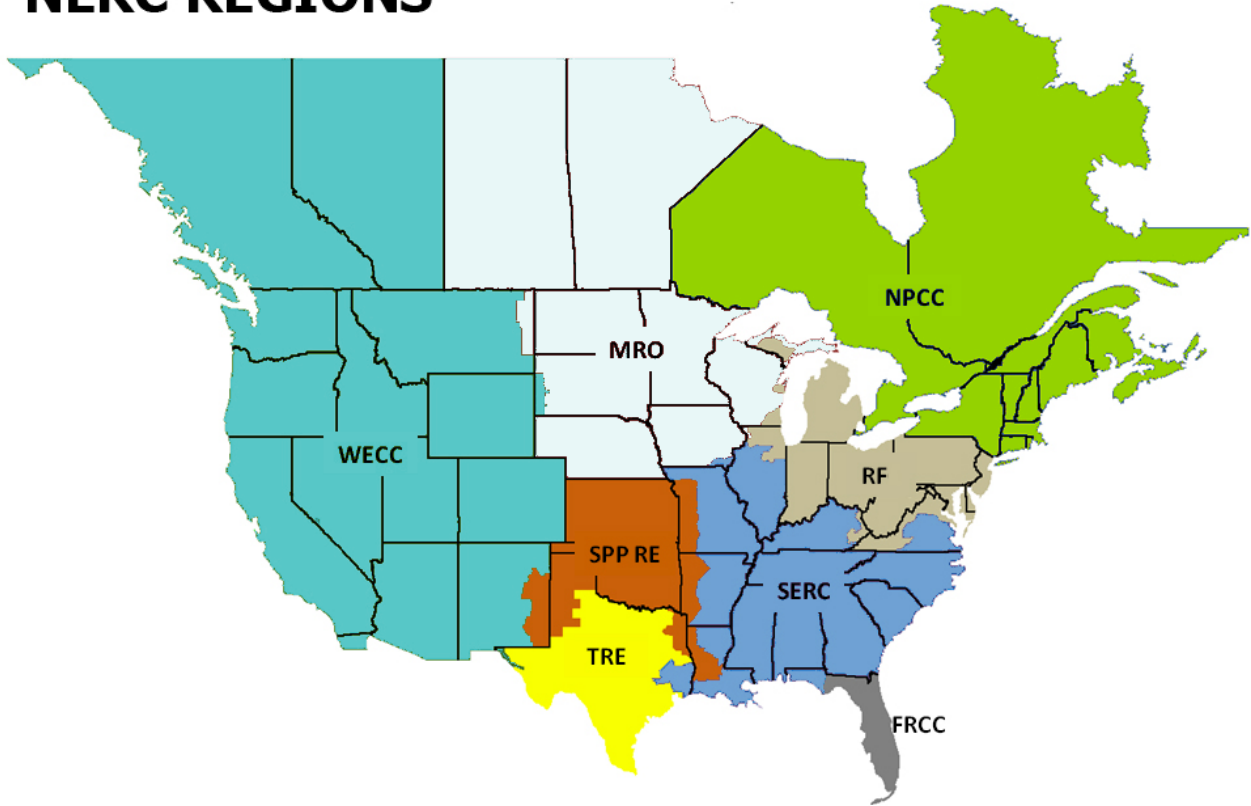 NERC REGIONS
NPCC
MRO
WECC
RF
SPP RE
SERC
TRE
FRCC